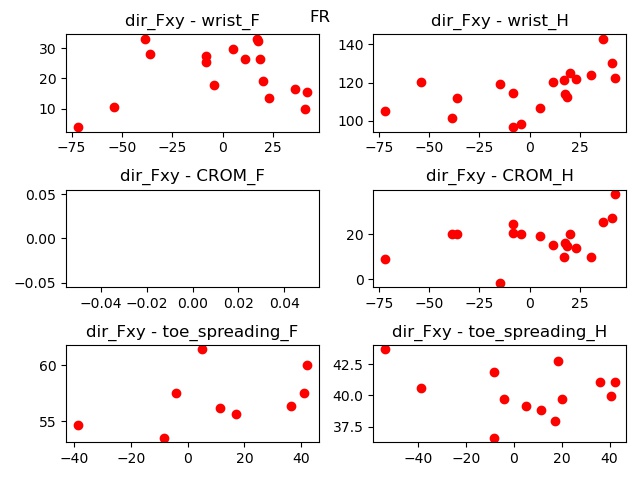 FR
dir_Fxy - wrist_F
dir_Fxy - wrist_H
30
20
10
−75 −50 −25 0 25
140
120
100
−75 −50 −25 0 25
dir_Fxy - CROM_F
dir_Fxy - CROM_H
0.05
0.00
−0.05
−0.04 −0.02 0.00 0.02 0.04
20
0
−75 −50 −25 0 25
dir_Fxy - toe_spreading_F
dir_Fxy - toe_spreading_H
60
55
−40 −20 0 20 40
42.5
40.0
37.5
−40 −20 0 20 40